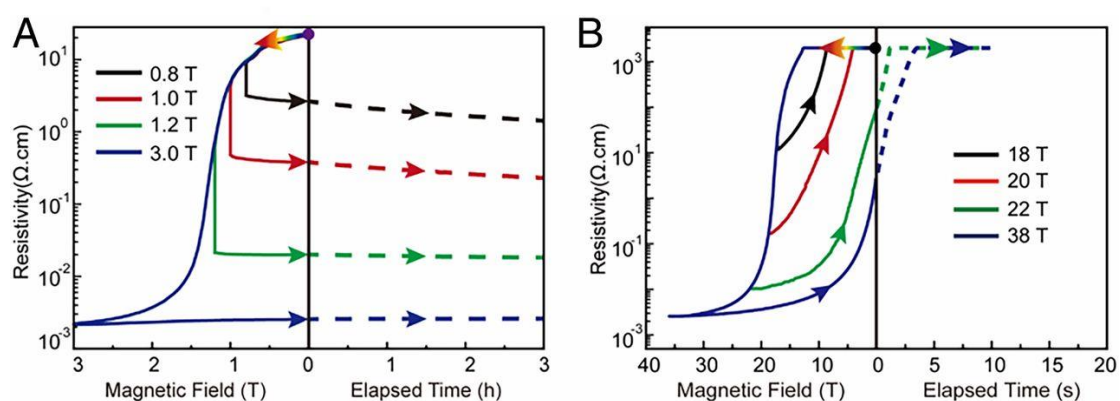 A
Resistivity(Ω.cm)
10¹
10⁰
10⁻¹
10⁻²
10⁻³
0.8 T
1.0 T
1.2 T
3.0 T
3 2 1 0 1 2 3
Magnetic Field (T) Elapsed Time (h)
B
Resistivity(Ω.cm)
10³
10¹
10⁻¹
10⁻³
18 T
20 T
22 T
38 T
40 30 20 10 0 5 10 15 20
Magnetic Field (T) Elapsed Time (s)